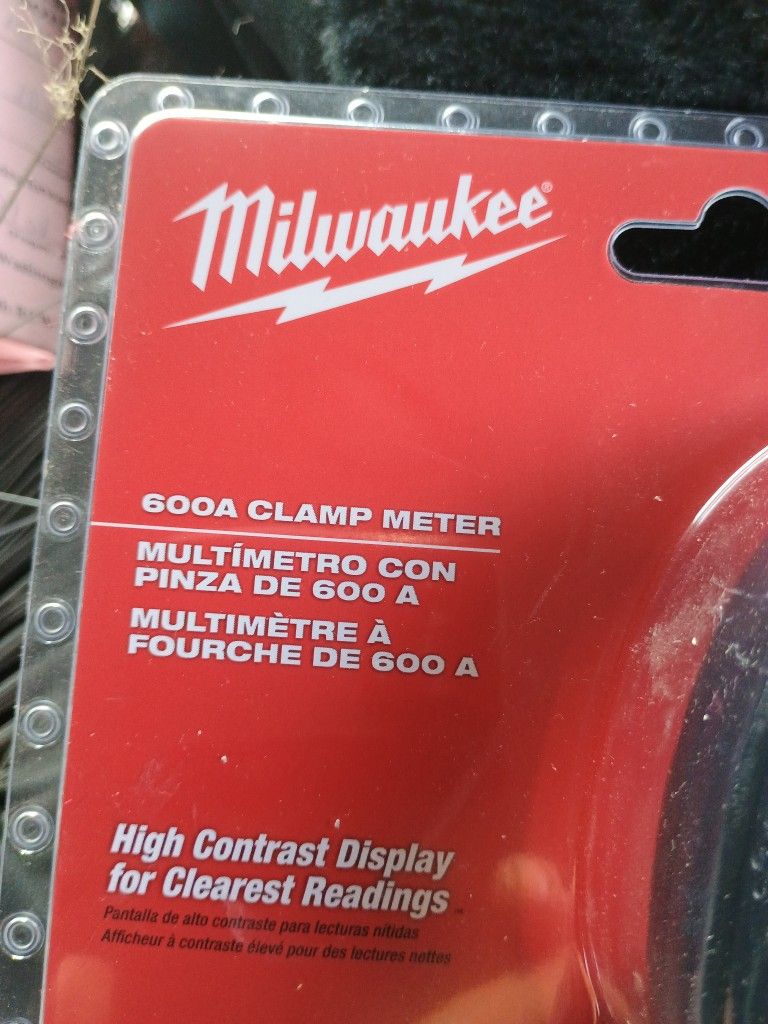 Milwaukee®
600A CLAMP METER
MULTÍMETRO CON
PINZA DE 600 A
MULTIMÈTRE À
FOURCHE DE 600 A
High Contrast Display
for Clearest Readings™
Pantalla de alto contraste para lecturas nítidas
Afficheur à contraste élevé pour des lectures nettes